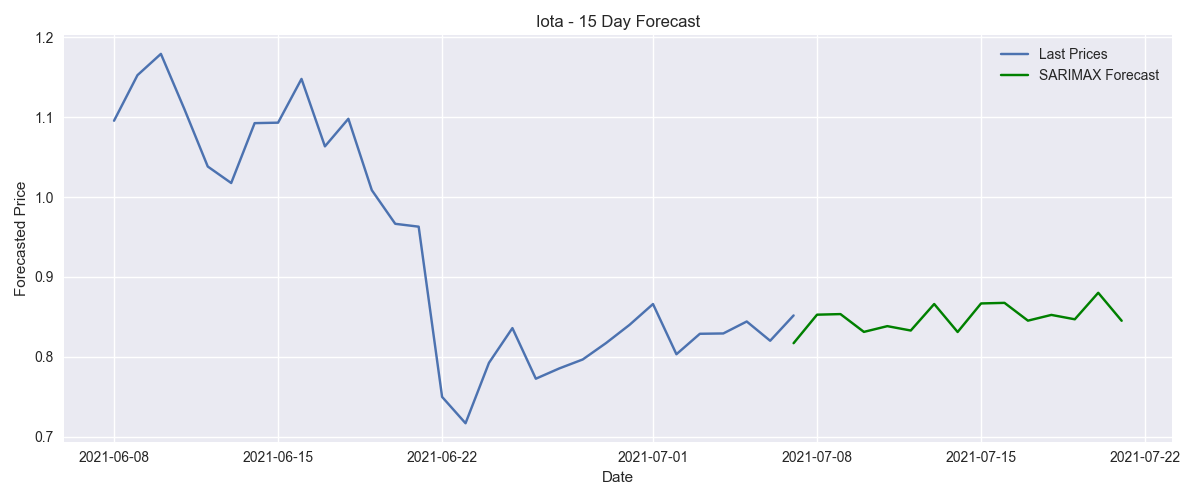 Iota - 15 Day Forecast
Last Prices
SARIMAX Forecast
Forecasted Price
1.2
1.1
1.0
0.9
0.8
0.7
2021-06-08 2021-06-15 2021-06-22 2021-07-01 2021-07-08 2021-07-15 2021-07-22
Date